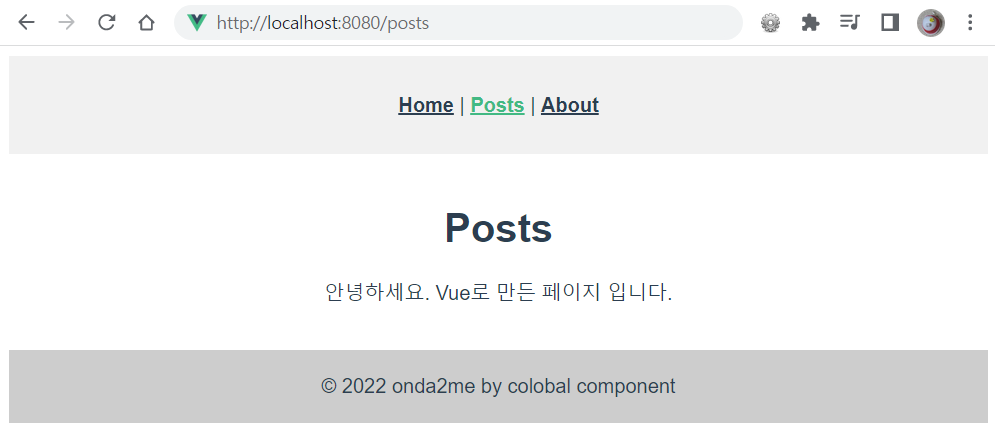 http://localhost:8080/posts
Home | Posts | About
Posts
안녕하세요. Vue로 만든 페이지 입니다.
© 2022 onda2me by colobal component